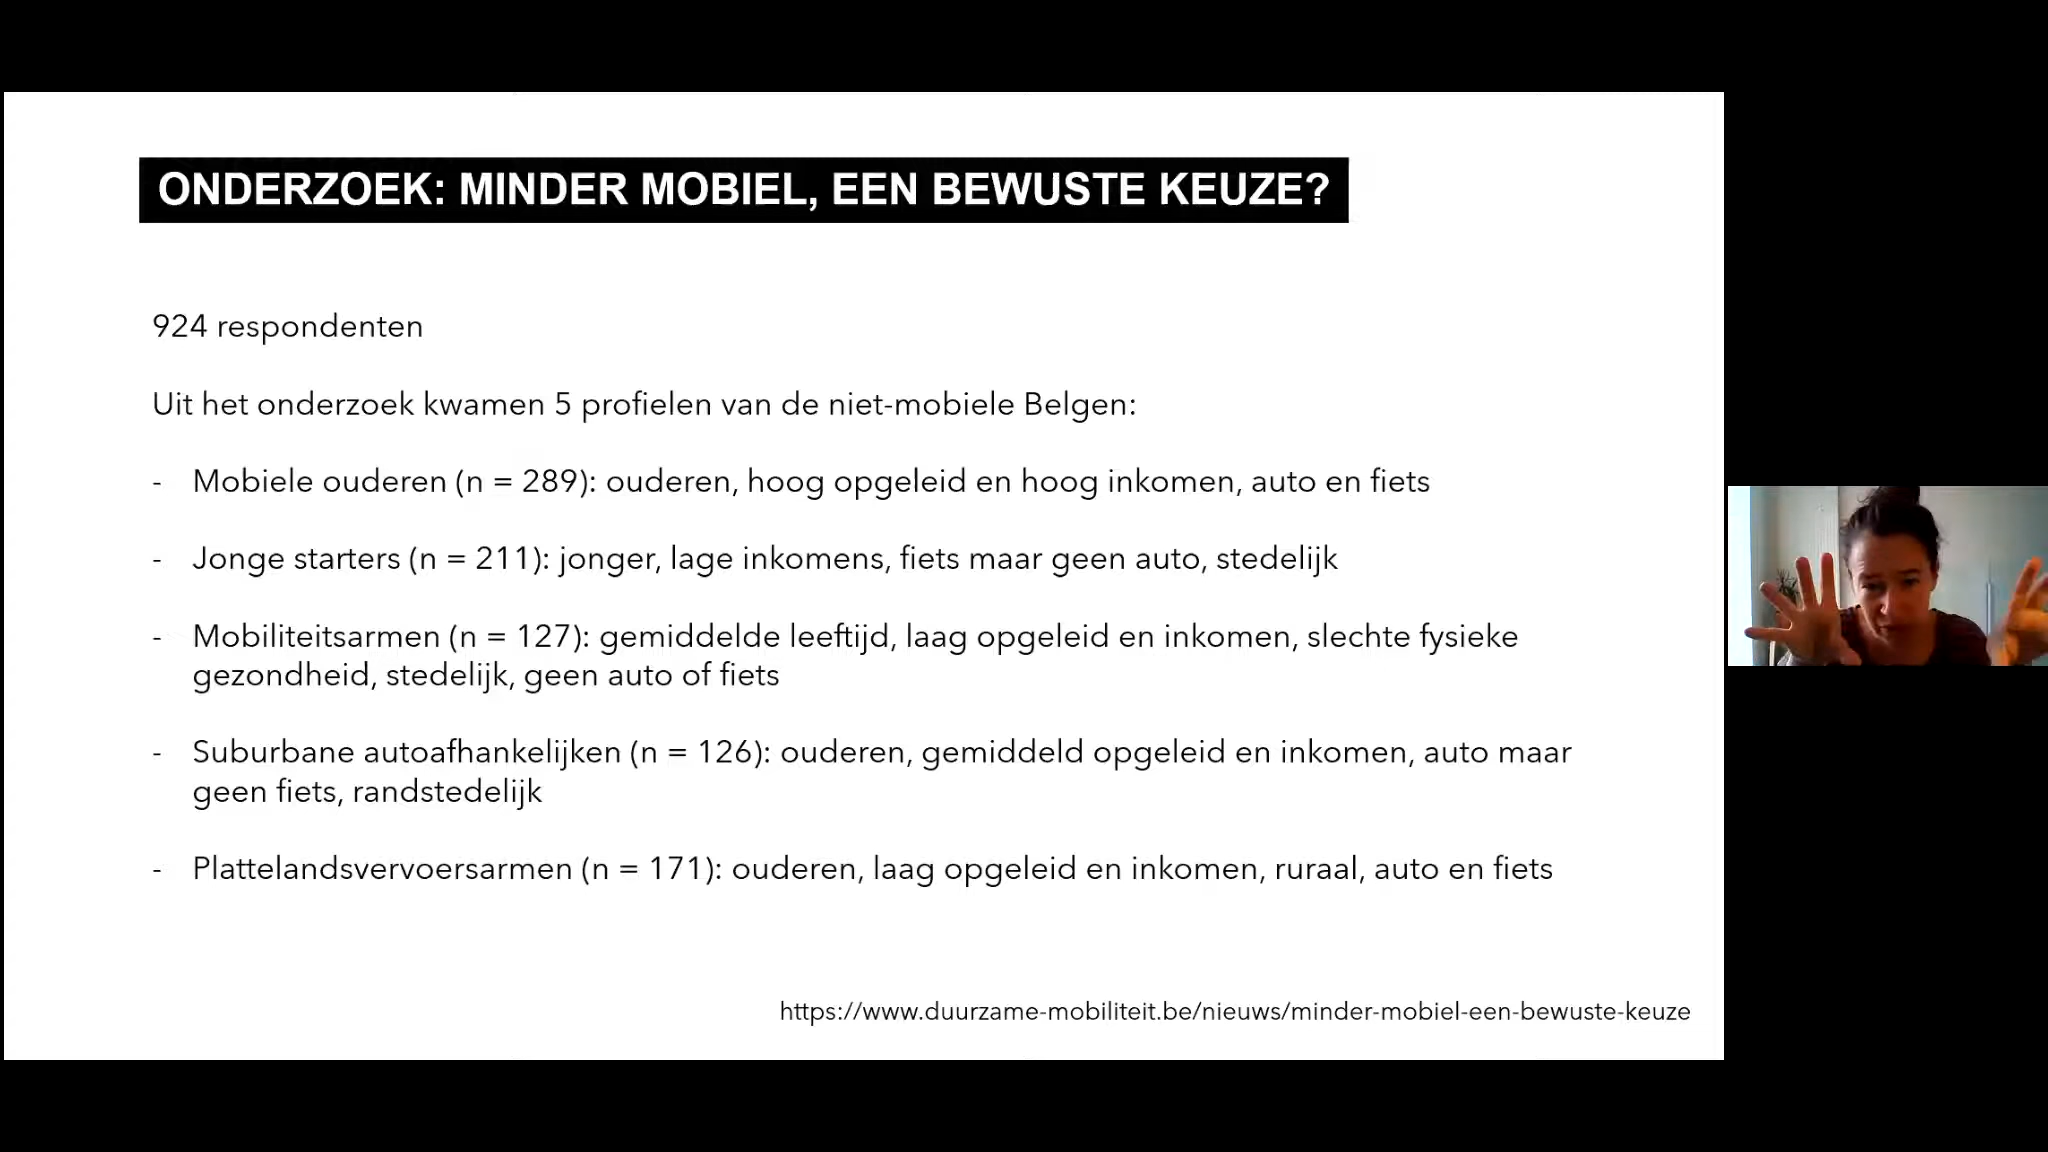 ONDERZOEK: MINDER MOBIEL, EEN BEWUSTE KEUZE?
924 respondenten
Uit het onderzoek kwamen 5 profielen van de niet-mobiele Belgen:
- Mobiele ouderen (n = 289): ouderen, hoog opgeleid en hoog inkomen, auto en fiets
- Jonge starters (n = 211): jonger, lage inkomens, fiets maar geen auto, stedelijk
- Mobiliteitsarmen (n = 127): gemiddelde leeftijd, laag opgeleid en inkomen, slechte fysieke
gezondheid, stedelijk, geen auto of fiets
- Suburbane autoafhankelijken (n = 126): ouderen, gemiddeld opgeleid en inkomen, auto maar
geen fiets, randstedelijk
- Plattelandsvervoersarmen (n = 171): ouderen, laag opgeleid en inkomen, ruraal, auto en fiets
https://www.duurzame-mobiliteit.be/nieuws/minder-mobiel-een-bewuste-keuze